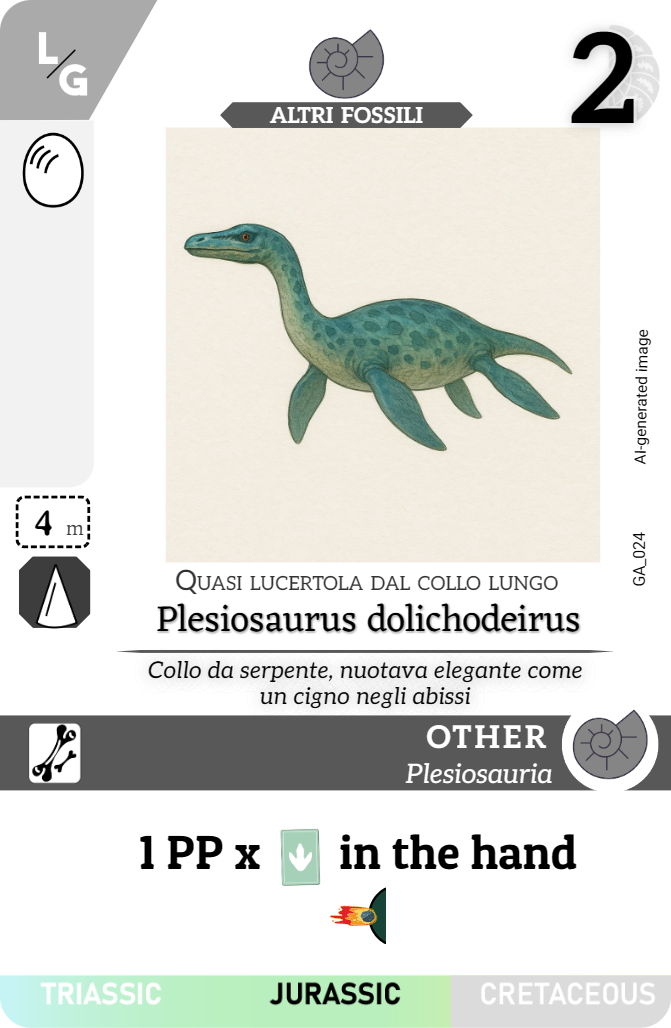 L/G
2
ALTRI FOSSILI
AI-generated image
4 m
GA_024
QUASI LUCERTOLA DAL COLLO LUNGO
Plesiosaurus dolichodeirus
Collo da serpente, nuotava elegante come
un cigno negli abissi
OTHER
Plesiosauria
1 PP x in the hand
TRIASSIC JURASSIC CRETACEOUS